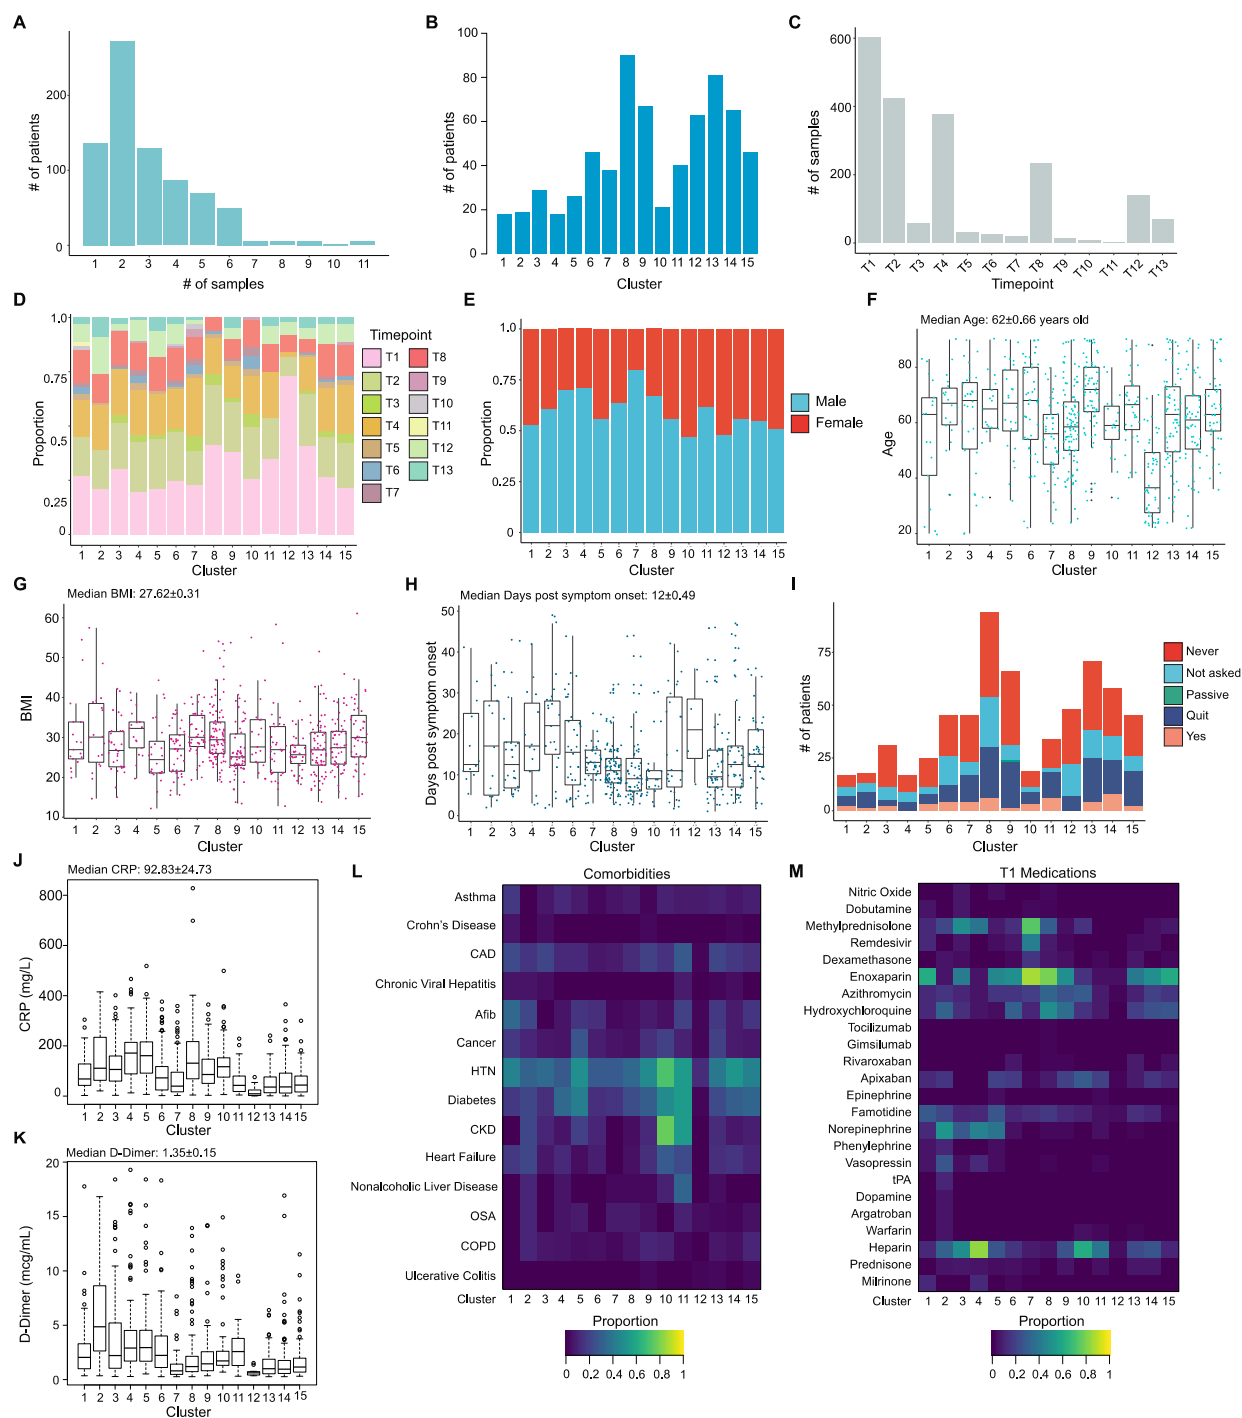 A
# of patients
200
100
0
1 2 3 4 5 6 7 8 9 10 11
# of samples
B
# of patients
100
80
60
40
20
0
1 2 3 4 5 6 7 8 9 10 11 12 13 14 15
Cluster
C
# of samples
600
400
200
0
T1 T2 T3 T4 T5 T6 T7 T8 T9 T10 T11 T12 T13
Timepoint
D
Proportion
1.0
0.75
0.5
0.25
0
1 2 3 4 5 6 7 8 9 10 11 12 13 14 15
Cluster
Timepoint
T1 T8
T2 T9
T3 T10
T4 T11
T5 T12
T6 T13
T7
E
Proportion
1.0
0.75
0.5
0.25
0
1 2 3 4 5 6 7 8 9 10 11 12 13 14 15
Cluster
Male
Female
F
Median Age: 62±0.66 years old
Age
80
60
40
20
1 2 3 4 5 6 7 8 9 10 11 12 13 14 15
Cluster
G
Median BMI: 27.62±0.31
BMI
60
50
40
30
20
10
1 2 3 4 5 6 7 8 9 10 11 12 13 14 15
Cluster
H
Median Days post symptom onset: 12±0.49
Days post symptom onset
50
40
30
20
10
0
1 2 3 4 5 6 7 8 9 10 11 12 13 14 15
Cluster
I
# of patients
75
50
25
0
1 2 3 4 5 6 7 8 9 10 11 12 13 14 15
Cluster
Never
Not asked
Passive
Quit
Yes
J
Median CRP: 92.83±24.73
CRP (mg/L)
800
600
400
200
0
1 2 3 4 5 6 7 8 9 10 11 12 13 14 15
Cluster
K
Median D-Dimer: 1.35±0.15
D-Dimer (mcg/mL)
20
15
10
5
0
1 2 3 4 5 6 7 8 9 10 11 12 13 14 15
Cluster
L
Comorbidities
Asthma
Crohn's Disease
CAD
Chronic Viral Hepatitis
Afib
Cancer
HTN
Diabetes
CKD
Heart Failure
Nonalcoholic Liver Disease
OSA
COPD
Ulcerative Colitis
Cluster 1 2 3 4 5 6 7 8 9 10 11 12 13 14 15
Proportion
0 0.2 0.4 0.6 0.8 1
M
T1 Medications
Nitric Oxide
Dobutamine
Methylprednisolone
Remdesivir
Dexamethasone
Enoxaparin
Azithromycin
Hydroxychloroquine
Tocilizumab
Gimsilumab
Rivaroxaban
Apixaban
Epinephrine
Famotidine
Norepinephrine
Phenylephrine
Vasopressin
tPA
Dopamine
Argatroban
Warfarin
Heparin
Prednisone
Milrinone
Cluster 1 2 3 4 5 6 7 8 9 10 11 12 13 14 15
Proportion
0 0.2 0.4 0.6 0.8 1